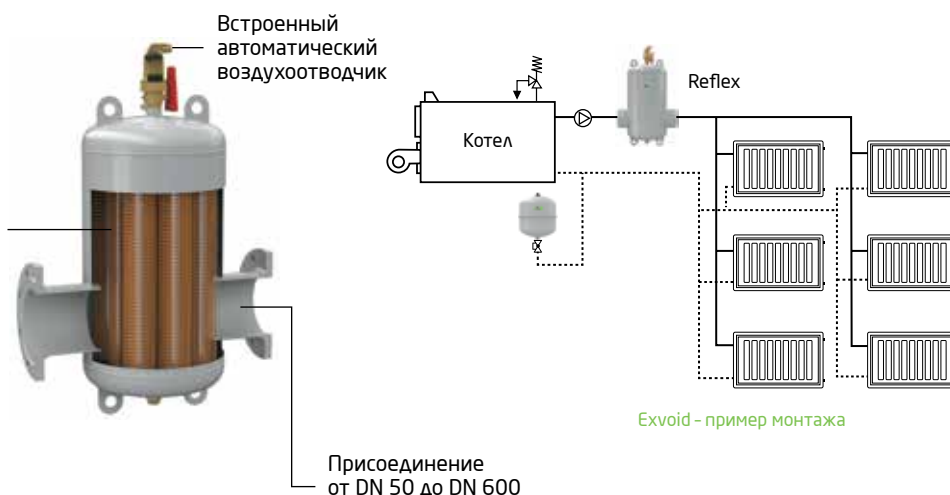 Встроенный
автоматический
воздухоотводчик
Reflex
Котел
Exvoid – пример монтажа
Присоединение
от DN 50 до DN 600